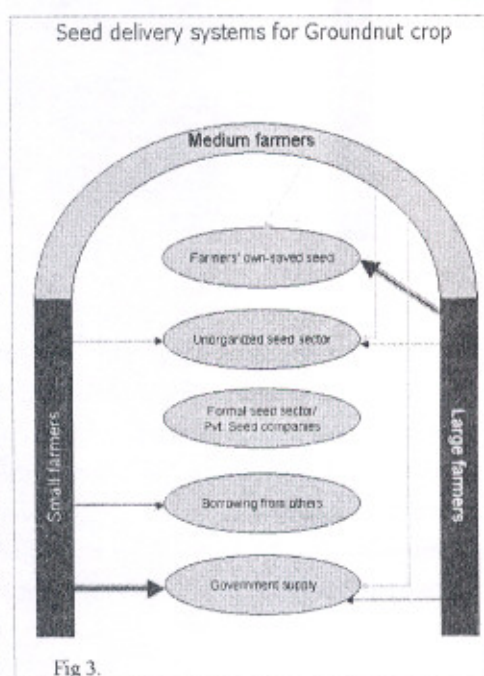 Seed delivery systems for Groundnut crop
Medium farmers
Farmers' own-saved seed
Unorganized seed sector
Formal seed sector/
Pvt. Seed companies
Borrowing from others
Government supply
Small farmers
Large farmers
Fig 3.